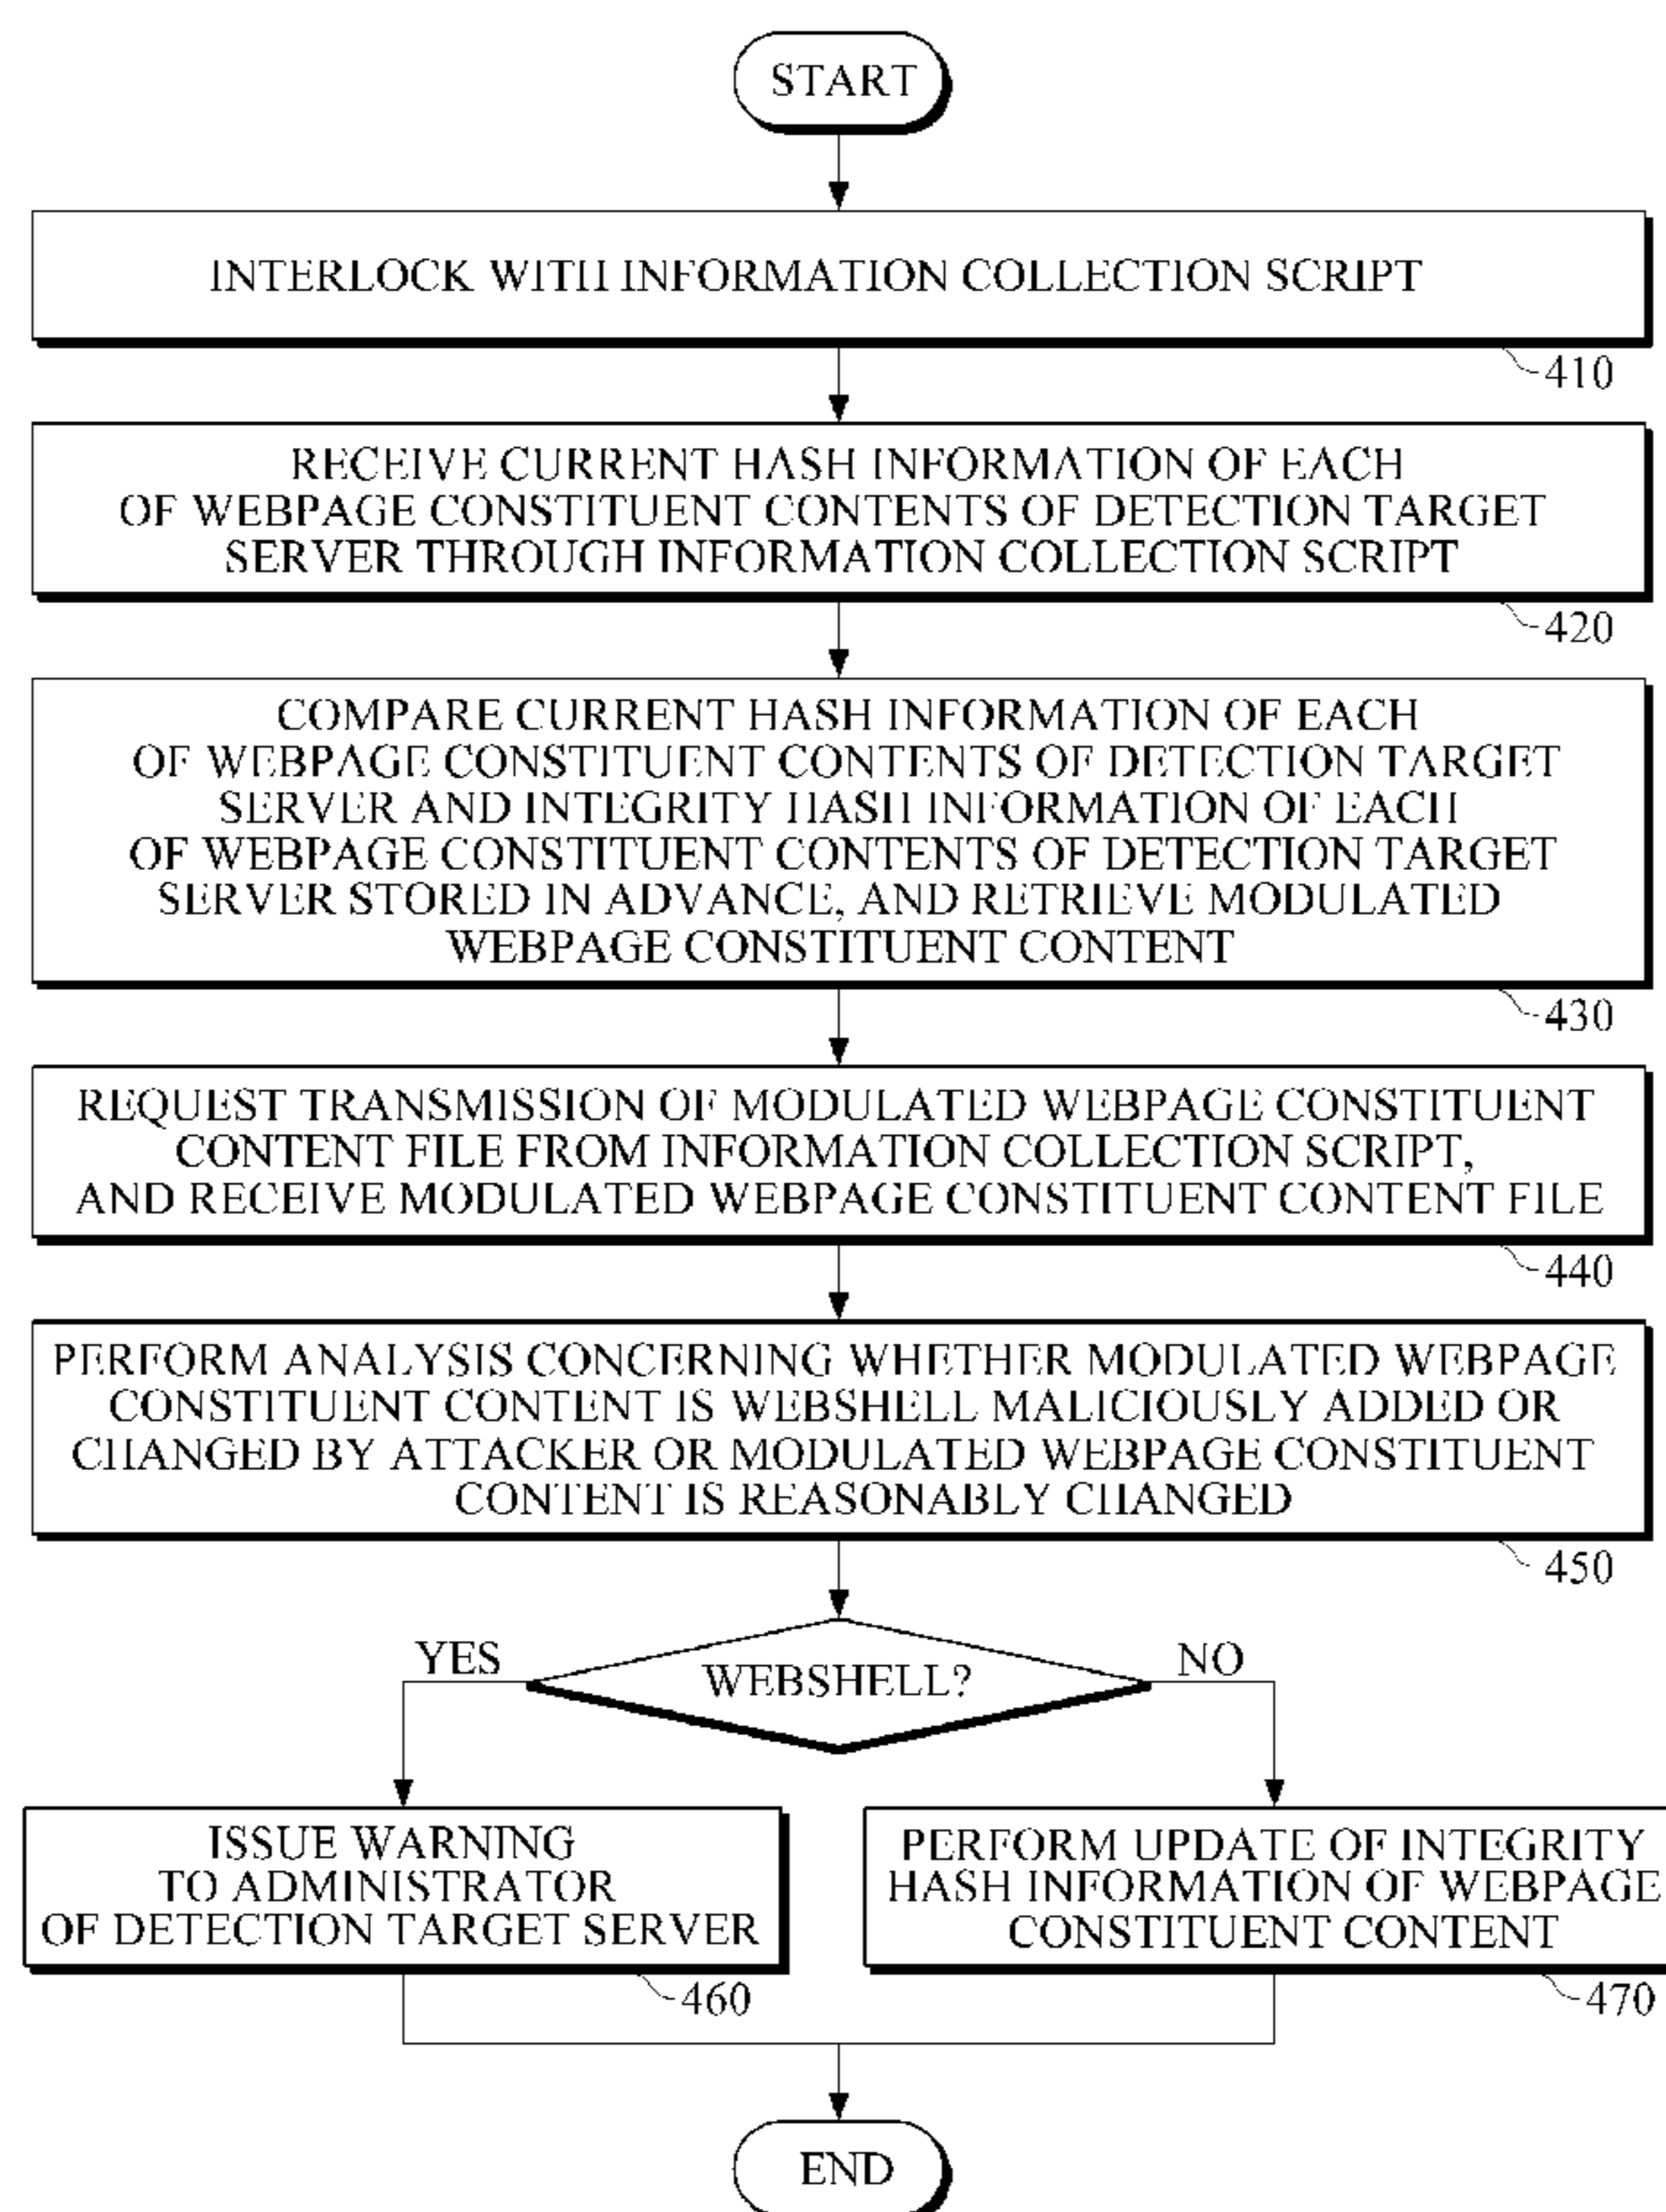 START
INTERLOCK WITH INFORMATION COLLECTION SCRIPT
410
RECEIVE CURRENT HASH INFORMATION OF EACH
OF WEBPAGE CONSTITUENT CONTENTS OF DETECTION TARGET
SERVER THROUGH INFORMATION COLLECTION SCRIPT
420
COMPARE CURRENT HASH INFORMATION OF EACH
OF WEBPAGE CONSTITUENT CONTENTS OF DETECTION TARGET
SERVER AND INTEGRITY HASH INFORMATION OF EACH
OF WEBPAGE CONSTITUENT CONTENTS OF DETECTION TARGET
SERVER STORED IN ADVANCE, AND RETRIEVE MODULATED
WEBPAGE CONSTITUENT CONTENT
430
REQUEST TRANSMISSION OF MODULATED WEBPAGE CONSTITUENT
CONTENT FILE FROM INFORMATION COLLECTION SCRIPT,
AND RECEIVE MODULATED WEBPAGE CONSTITUENT CONTENT FILE
440
PERFORM ANALYSIS CONCERNING WHETHER MODULATED WEBPAGE
CONSTITUENT CONTENT IS WEBSHELL MALICIOUSLY ADDED OR
CHANGED BY ATTACKER OR MODULATED WEBPAGE CONSTITUENT
CONTENT IS REASONABLY CHANGED
450
YES
WEBSHELL?
NO
ISSUE WARNING
TO ADMINISTRATOR
OF DETECTION TARGET SERVER
460
PERFORM UPDATE OF INTEGRITY
HASH INFORMATION OF WEBPAGE
CONSTITUENT CONTENT
470
END